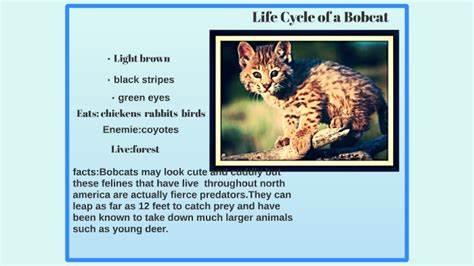 Life Cycle of a Bobcat
• Light brown
• black stripes
• green eyes
Eats: chickens rabbits birds
Enemie:coyotes
Live:forest
facts:Bobcats may look cute and cuddly but
these felines that have live throughout north
america are actually fierce predators.They can
leap as far as 12 feet to catch prey and have
been known to take down much larger animals
such as young deer.